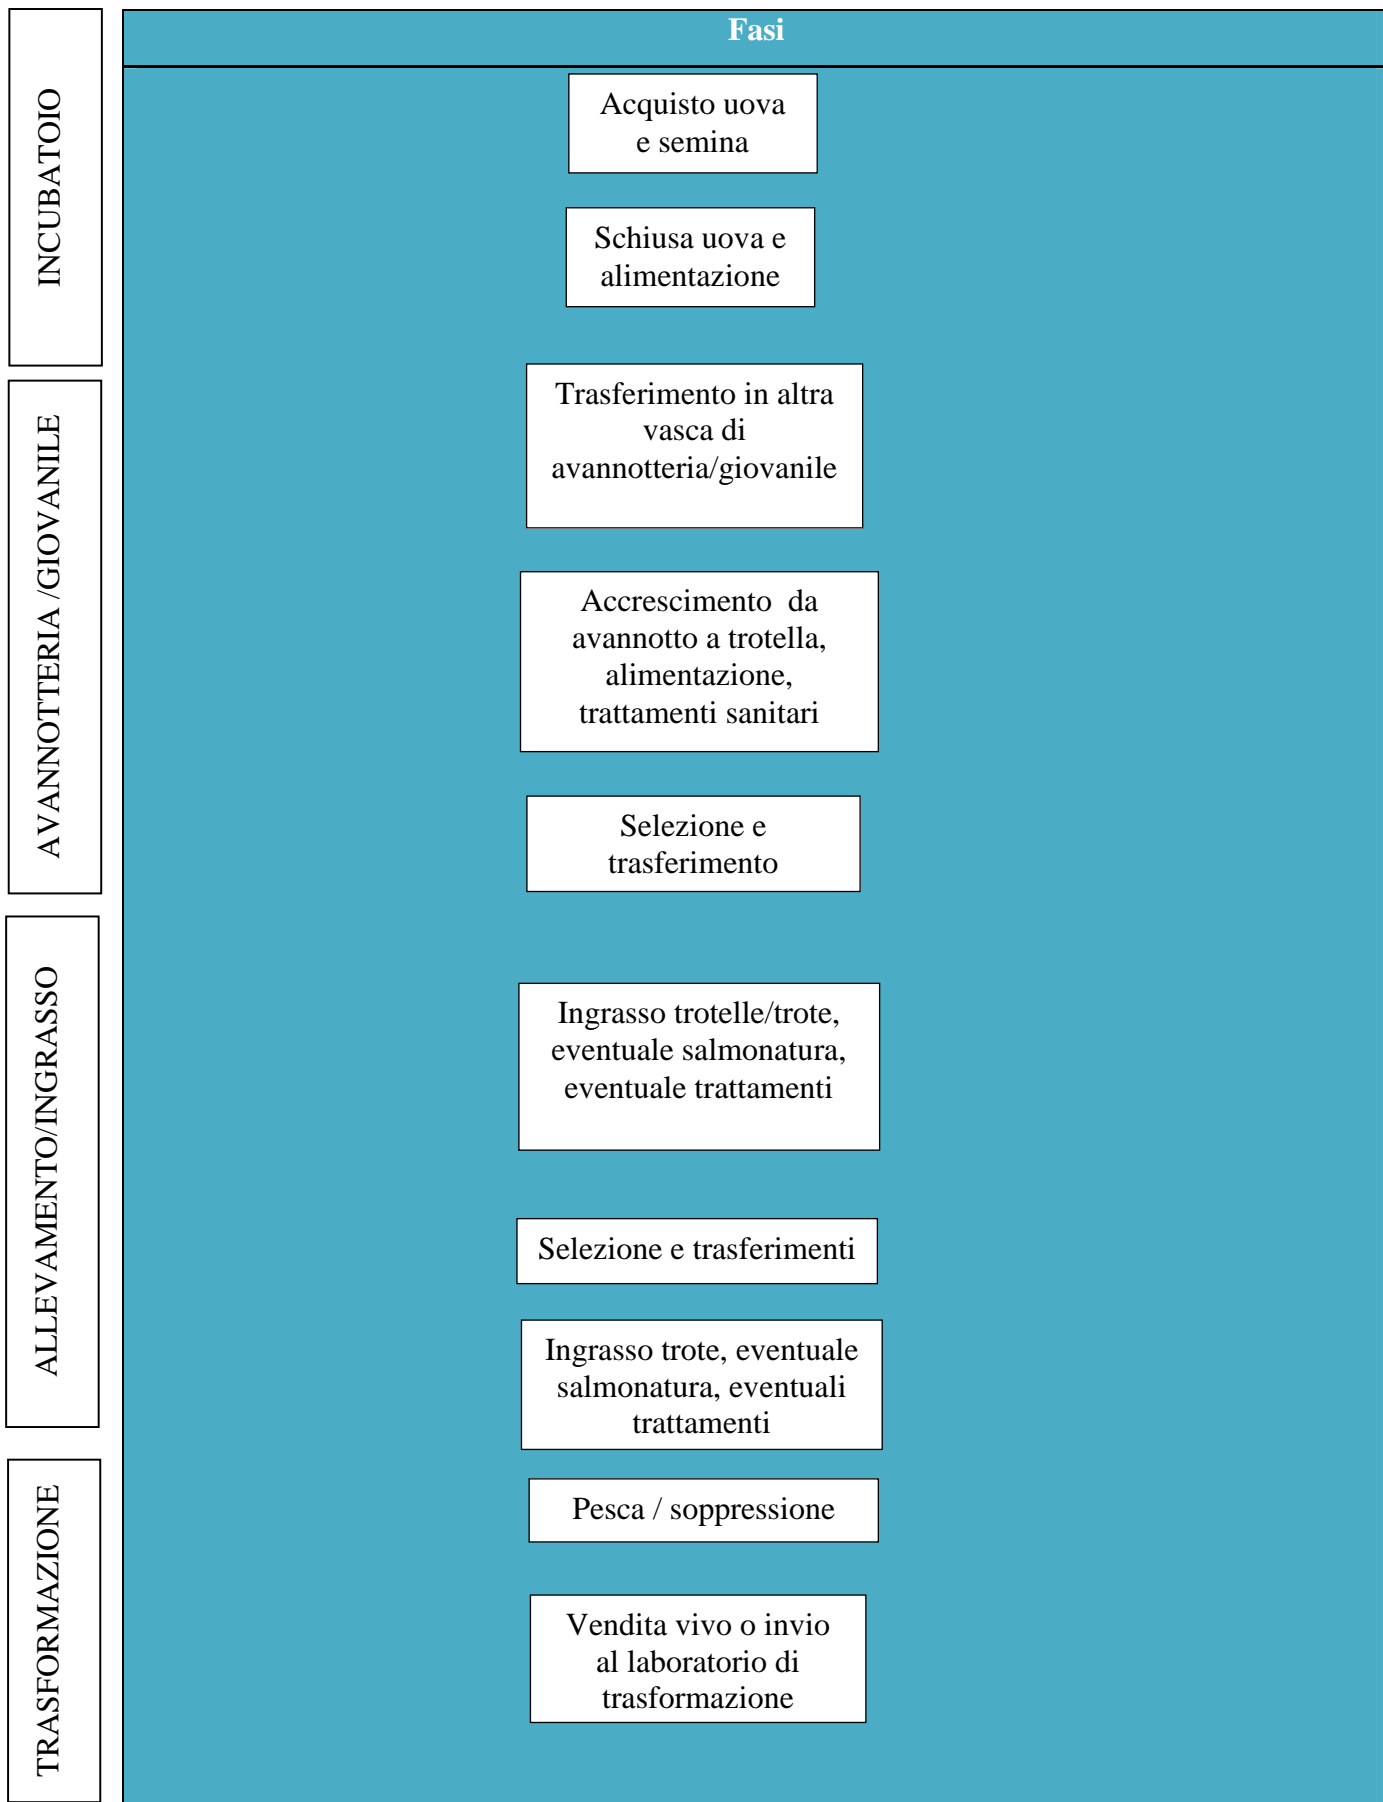 Fasi
INCUBATOIO
Acquisto uova
e semina
Schiusa uova e
alimentazione
AVANNOTTERIA /GIOVANILE
Trasferimento in altra
vasca di
avannotteria/giovanile
Accrescimento da
avannotto a trotella,
alimentazione,
trattamenti sanitari
Selezione e
trasferimento
ALLEVAMENTO/INGRASSO
Ingrasso trotelle/trote,
eventuale salmonatura,
eventuale trattamenti
Selezione e trasferimenti
Ingrasso trote, eventuale
salmonatura, eventuali
trattamenti
TRASFORMAZIONE
Pesca / soppressione
Vendita vivo o invio
al laboratorio di
trasformazione